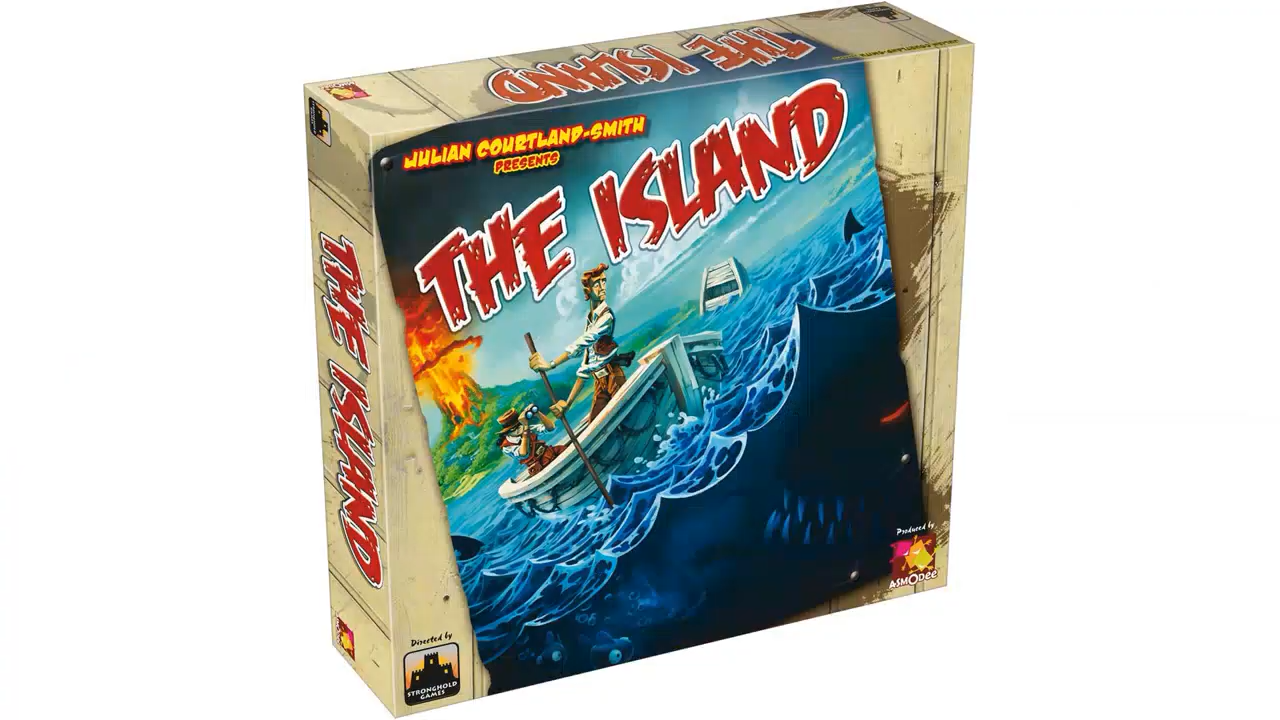 THE ISLAND
JULIAN COURTLAND-SMITH
PRESENTS
THE ISLAND
THE ISLAND
Produced by
ASMODee
Directed by
STRONGHOLD
GAMES